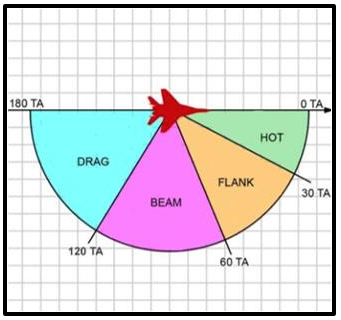 180 TA
0 TA
HOT
DRAG
FLANK
30 TA
BEAM
120 TA
60 TA